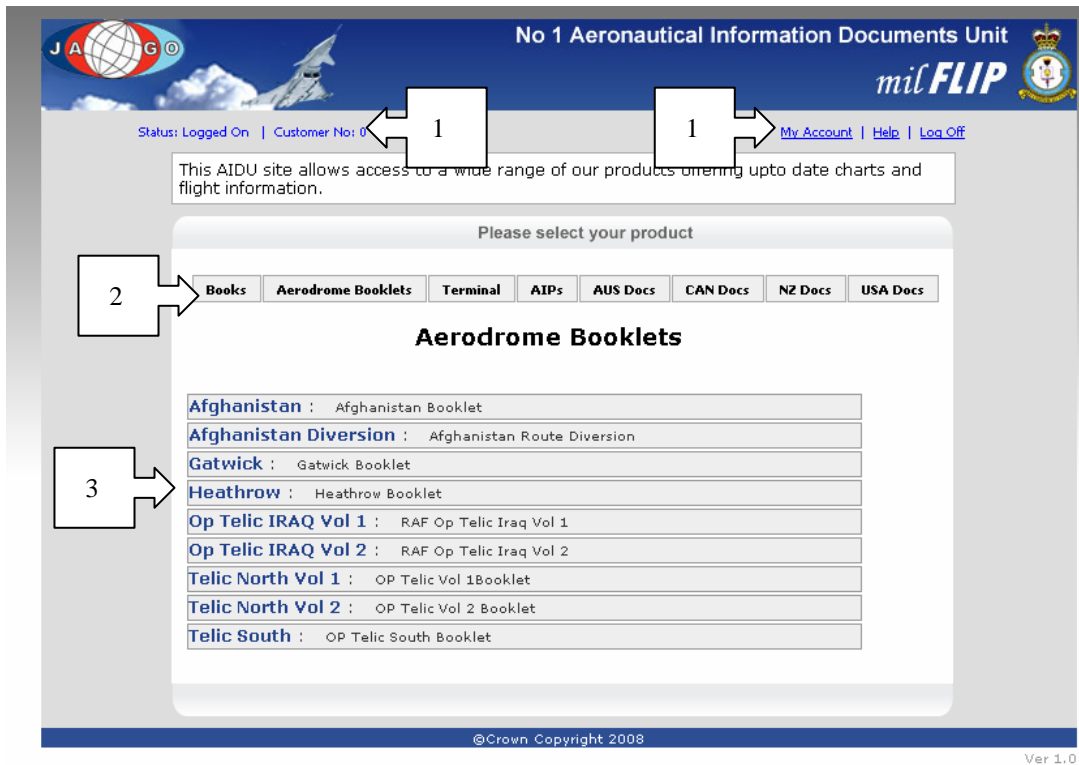 JAGO
No 1 Aeronautical Information Documents Unit
mil FLIP
Status: Logged On | Customer No: 0
1
1
My Account | Help | Log Off
This AIDU site allows access to a wide range of our products offering upto date charts and
flight information.
Please select your product
2
Books Aerodrome Booklets Terminal AIPs AUS Docs CAN Docs NZ Docs USA Docs
Aerodrome Booklets
Afghanistan : Afghanistan Booklet
Afghanistan Diversion : Afghanistan Route Diversion
Gatwick : Gatwick Booklet
3
Heathrow : Heathrow Booklet
Op Telic IRAQ Vol 1 : RAF Op Telic Iraq Vol 1
Op Telic IRAQ Vol 2 : RAF Op Telic Iraq Vol 2
Telic North Vol 1 : OP Telic Vol 1Booklet
Telic North Vol 2 : OP Telic Vol 2 Booklet
Telic South : OP Telic South Booklet
©Crown Copyright 2008
Ver 1.0